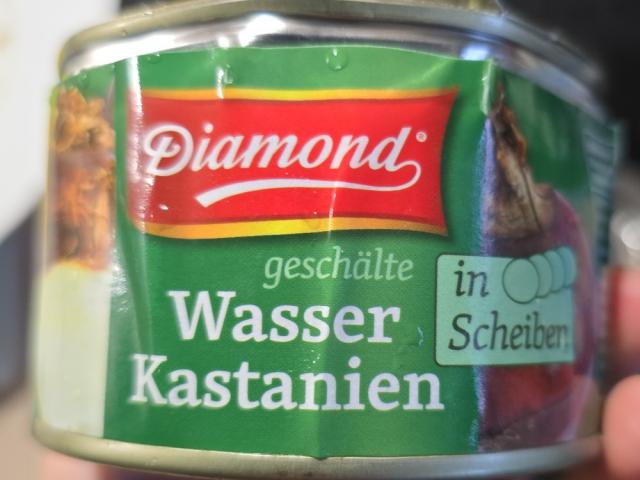 Diamond®
geschälte
Wasser
Kastanien
in
Scheiben